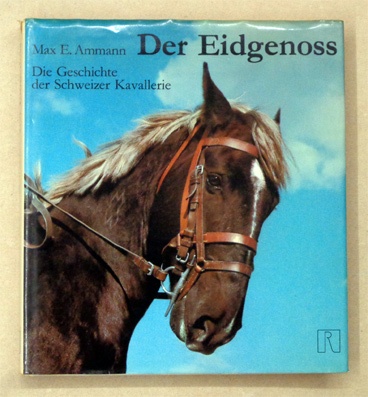 Max E. Ammann Der Eidgenoss
Die Geschichte
der Schweizer Kavallerie
R